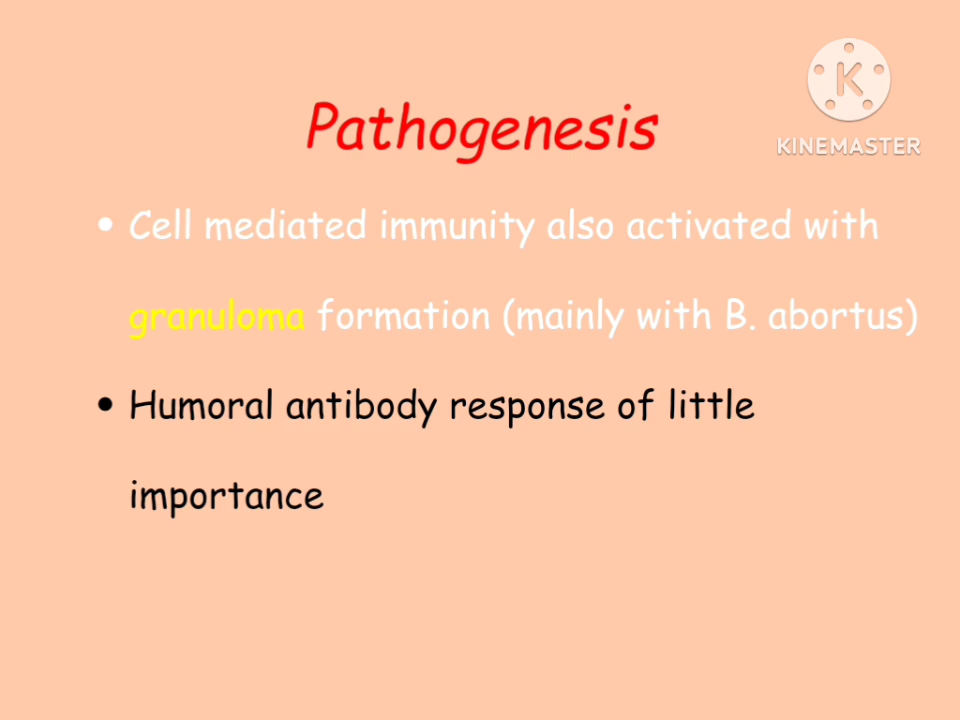 KINEMASTER
Pathogenesis
• Cell mediated immunity also activated with
granuloma formation (mainly with B. abortus)
• Humoral antibody response of little
importance